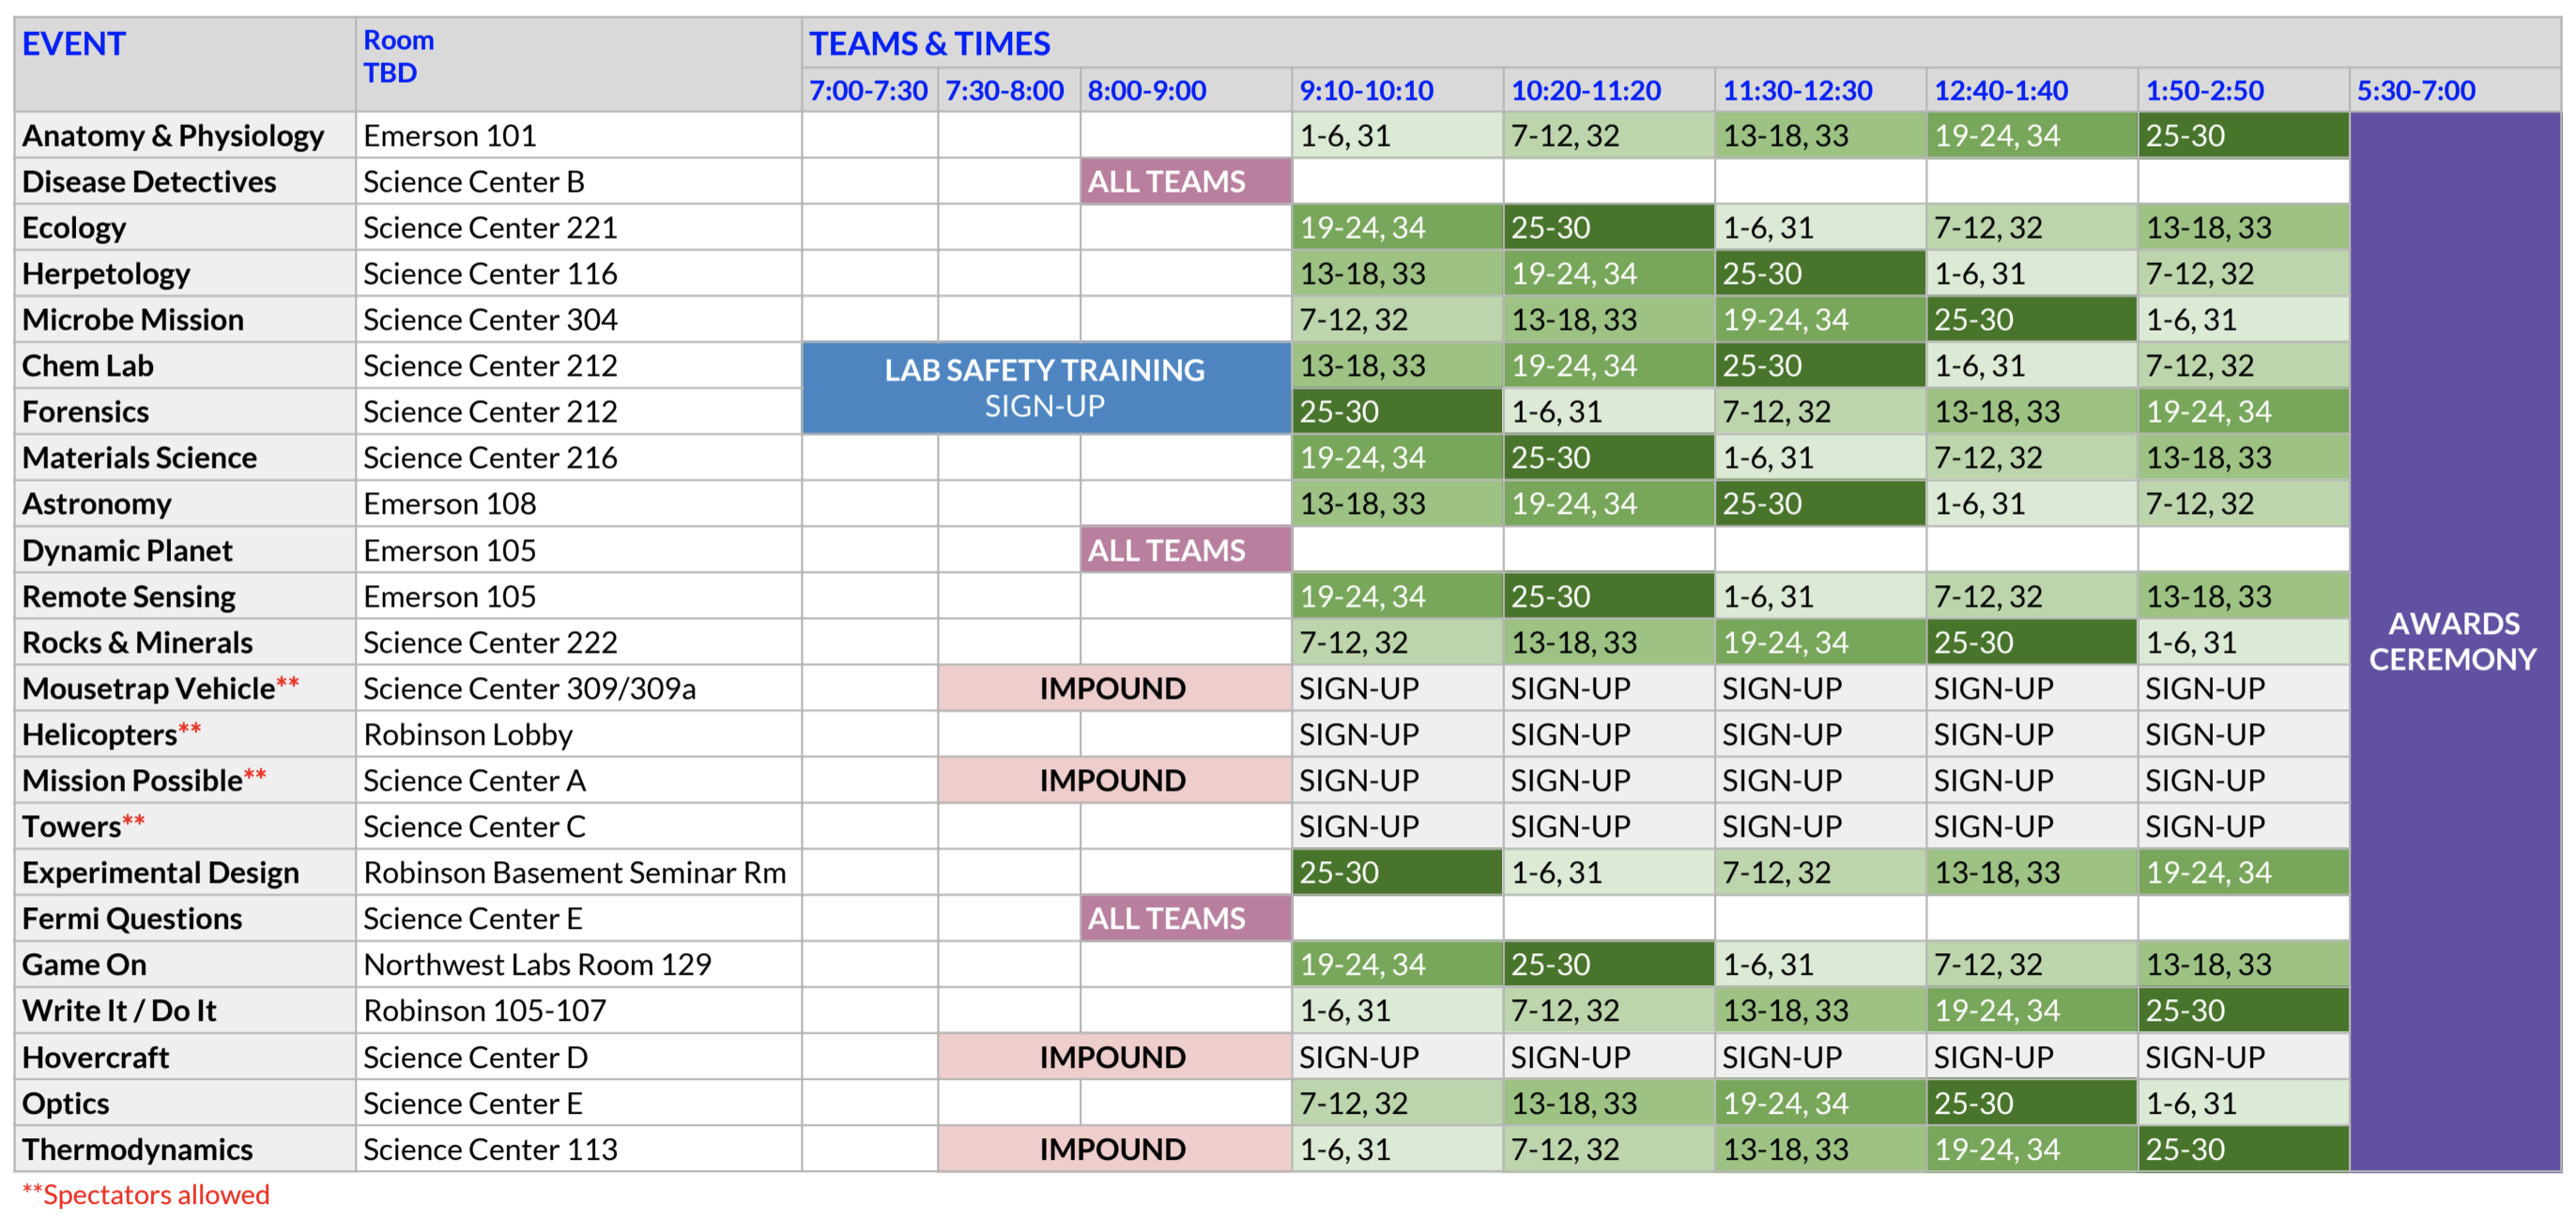 EVENT Room TEAMS & TIMES
TBD
7:00-7:30 7:30-8:00 8:00-9:00 9:10-10:10 10:20-11:20 11:30-12:30 12:40-1:40 1:50-2:50 5:30-7:00
Anatomy & Physiology Emerson 101 1-6, 31 7-12, 32 13-18, 33 19-24, 34 25-30
Disease Detectives Science Center B ALL TEAMS
Ecology Science Center 221 19-24, 34 25-30 1-6, 31 7-12, 32 13-18, 33
Herpetology Science Center 116 13-18, 33 19-24, 34 25-30 1-6, 31 7-12, 32
Microbe Mission Science Center 304 7-12, 32 13-18, 33 19-24, 34 25-30 1-6, 31
Chem Lab Science Center 212 LAB SAFETY TRAINING 13-18, 33 19-24, 34 25-30 1-6, 31 7-12, 32
Forensics Science Center 212 SIGN-UP 25-30 1-6, 31 7-12, 32 13-18, 33 19-24, 34
Materials Science Science Center 216 19-24, 34 25-30 1-6, 31 7-12, 32 13-18, 33
Astronomy Emerson 108 13-18, 33 19-24, 34 25-30 1-6, 31 7-12, 32
Dynamic Planet Emerson 105 ALL TEAMS
Remote Sensing Emerson 105 19-24, 34 25-30 1-6, 31 7-12, 32 13-18, 33
AWARDS
Rocks & Minerals Science Center 222 7-12, 32 13-18, 33 19-24, 34 25-30 1-6, 31
CEREMONY
Mousetrap Vehicle** Science Center 309/309a IMPOUND SIGN-UP SIGN-UP SIGN-UP SIGN-UP SIGN-UP
Helicopters** Robinson Lobby SIGN-UP SIGN-UP SIGN-UP SIGN-UP SIGN-UP
Mission Possible** Science Center A IMPOUND SIGN-UP SIGN-UP SIGN-UP SIGN-UP SIGN-UP
Towers** Science Center C SIGN-UP SIGN-UP SIGN-UP SIGN-UP SIGN-UP
Experimental Design Robinson Basement Seminar Rm 25-30 1-6, 31 7-12, 32 13-18, 33 19-24, 34
Fermi Questions Science Center E ALL TEAMS
Game On Northwest Labs Room 129 19-24, 34 25-30 1-6, 31 7-12, 32 13-18, 33
Write It / Do It Robinson 105-107 1-6, 31 7-12, 32 13-18, 33 19-24, 34 25-30
Hovercraft Science Center D IMPOUND SIGN-UP SIGN-UP SIGN-UP SIGN-UP SIGN-UP
Optics Science Center E 7-12, 32 13-18, 33 19-24, 34 25-30 1-6, 31
Thermodynamics Science Center 113 IMPOUND 1-6, 31 7-12, 32 13-18, 33 19-24, 34 25-30
**Spectators allowed